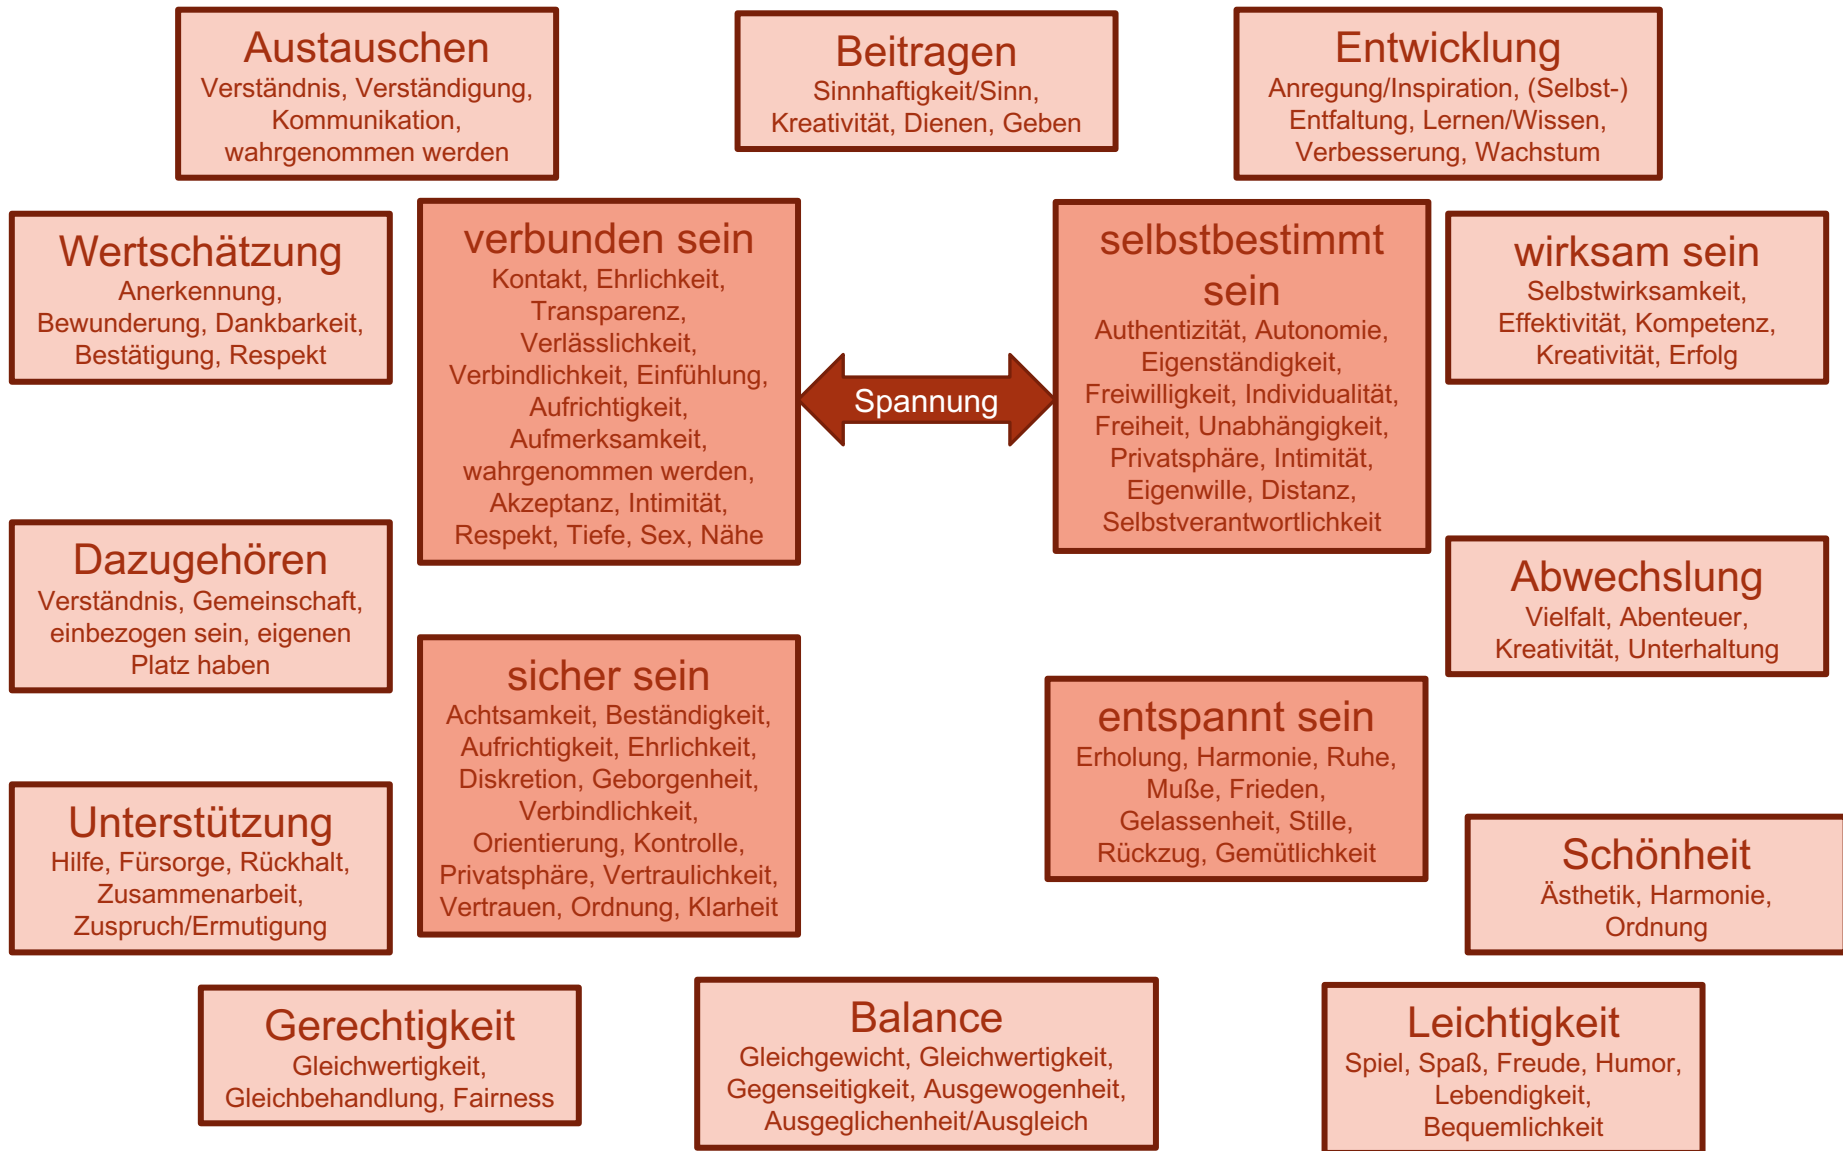 Austauschen
Verständnis, Verständigung,
Kommunikation,
wahrgenommen werden
Beitragen
Sinnhaftigkeit/Sinn,
Kreativität, Dienen, Geben
Entwicklung
Anregung/Inspiration, (Selbst-)
Entfaltung, Lernen/Wissen,
Verbesserung, Wachstum
Wertschätzung
Anerkennung,
Bewunderung, Dankbarkeit,
Bestätigung, Respekt
verbunden sein
Kontakt, Ehrlichkeit,
Transparenz,
Verlässlichkeit,
Verbindlichkeit, Einfühlung,
Aufrichtigkeit,
Aufmerksamkeit,
wahrgenommen werden,
Akzeptanz, Intimität,
Respekt, Tiefe, Sex, Nähe
Spannung
selbstbestimmt
sein
Authentizität, Autonomie,
Eigenständigkeit,
Freiwilligkeit, Individualität,
Freiheit, Unabhängigkeit,
Privatsphäre, Intimität,
Eigenwille, Distanz,
Selbstverantwortlichkeit
wirksam sein
Selbstwirksamkeit,
Effektivität, Kompetenz,
Kreativität, Erfolg
Dazugehören
Verständnis, Gemeinschaft,
einbezogen sein, eigenen
Platz haben
sicher sein
Achtsamkeit, Beständigkeit,
Aufrichtigkeit, Ehrlichkeit,
Diskretion, Geborgenheit,
Verbindlichkeit,
Orientierung, Kontrolle,
Privatsphäre, Vertraulichkeit,
Vertrauen, Ordnung, Klarheit
entspannt sein
Erholung, Harmonie, Ruhe,
Muße, Frieden,
Gelassenheit, Stille,
Rückzug, Gemütlichkeit
Abwechslung
Vielfalt, Abenteuer,
Kreativität, Unterhaltung
Unterstützung
Hilfe, Fürsorge, Rückhalt,
Zusammenarbeit,
Zuspruch/Ermutigung
Schönheit
Ästhetik, Harmonie,
Ordnung
Gerechtigkeit
Gleichwertigkeit,
Gleichbehandlung, Fairness
Balance
Gleichgewicht, Gleichwertigkeit,
Gegenseitigkeit, Ausgewogenheit,
Ausgeglichenheit/Ausgleich
Leichtigkeit
Spiel, Spaß, Freude, Humor,
Lebendigkeit,
Bequemlichkeit